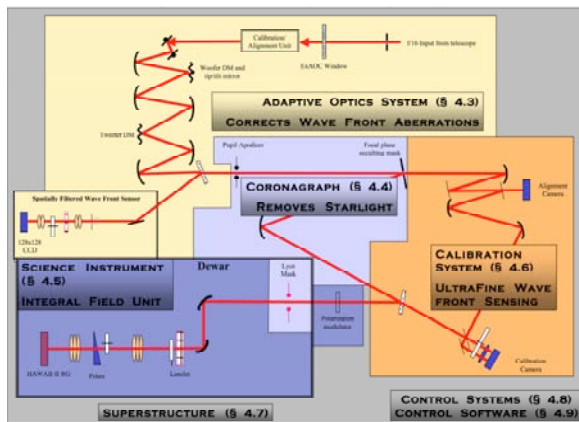 Calibration/
Alignment Unit
ExAOC Window
F/16 Input from telescope
Woofer DM and
tip/tilt mirror
Tweeter DM
ADAPTIVE OPTICS SYSTEM (§ 4.3)
CORRECTS WAVE FRONT ABERRATIONS
Pupil Apodizer
Focal plane
occulting mask
CORONAGRAPH (§ 4.4)
REMOVES STARLIGHT
Alignment
Camera
Spatially Filtered Wave Front Sensor
128x128
CCD
SCIENCE INSTRUMENT
(§ 4.5)
INTEGRAL FIELD UNIT
Dewar
Lyot
Mask
CALIBRATION
SYSTEM (§ 4.6)
ULTRAFINE WAVE
FRONT SENSING
Polarization
modulator
HAWAII II RG
Prism
Lenslet
Calibration
Camera
SUPERSTRUCTURE (§ 4.7)
CONTROL SYSTEMS (§ 4.8)
CONTROL SOFTWARE (§ 4.9)